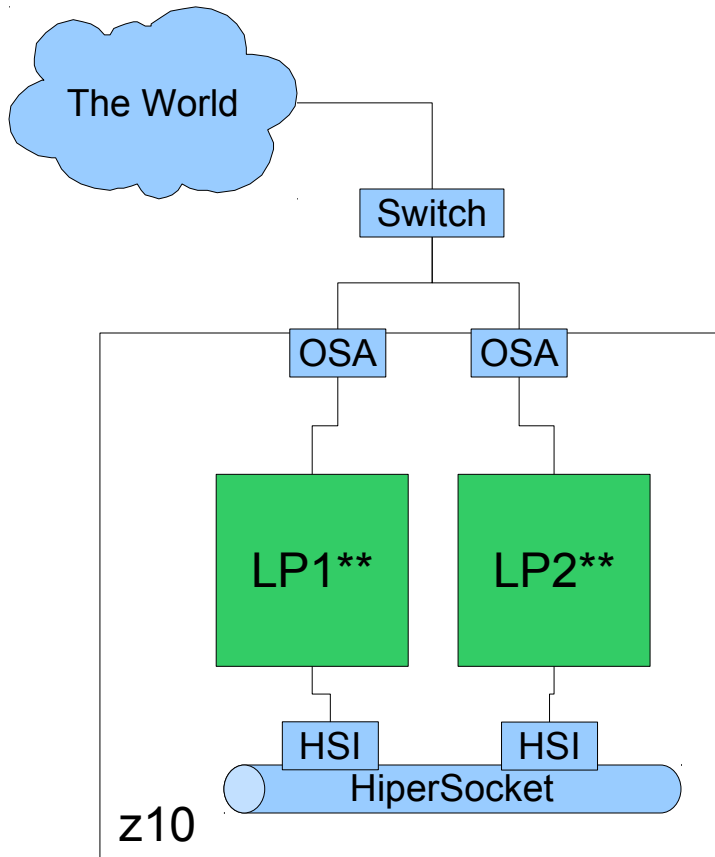 The World
Switch
OSA
OSA
LP1**
LP2**
HSI
HSI
HiperSocket
z10